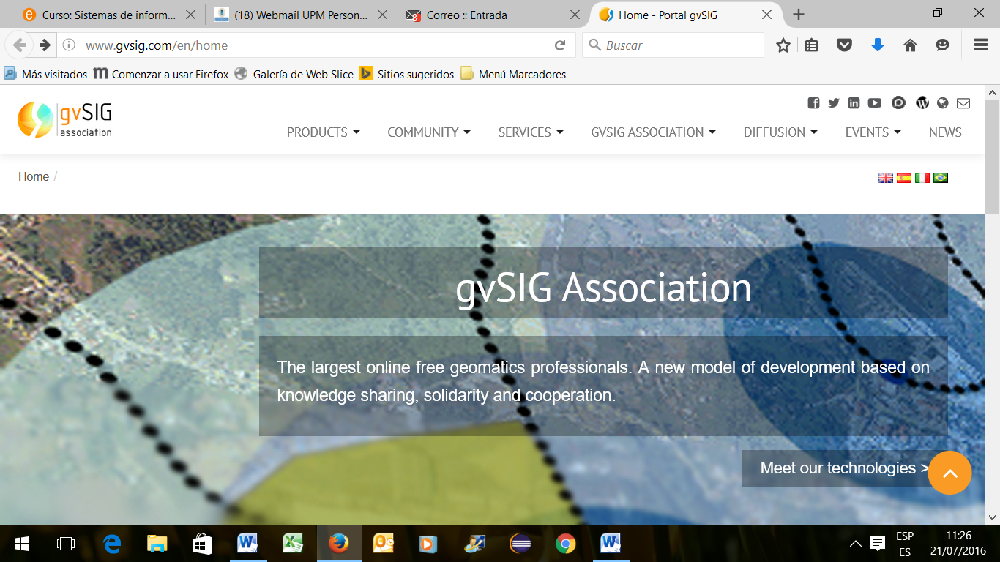 Curso: Sistemas de inform...
(18) Webmail UPM Person...
Correo :: Entrada
Home - Portal gvSIG
www.gvsig.com/en/home
Buscar
Más visitados
Comenzar a usar Firefox
Galería de Web Slice
Sitios sugeridos
Menú Marcadores
gvSIG
association
PRODUCTS
COMMUNITY
SERVICES
GVSIG ASSOCIATION
DIFFUSION
EVENTS
NEWS
Home /
gvSIG Association
The largest online free geomatics professionals. A new model of development based on
knowledge sharing, solidarity and cooperation.
Meet our technologies >
ESP
ES
11:26
21/07/2016